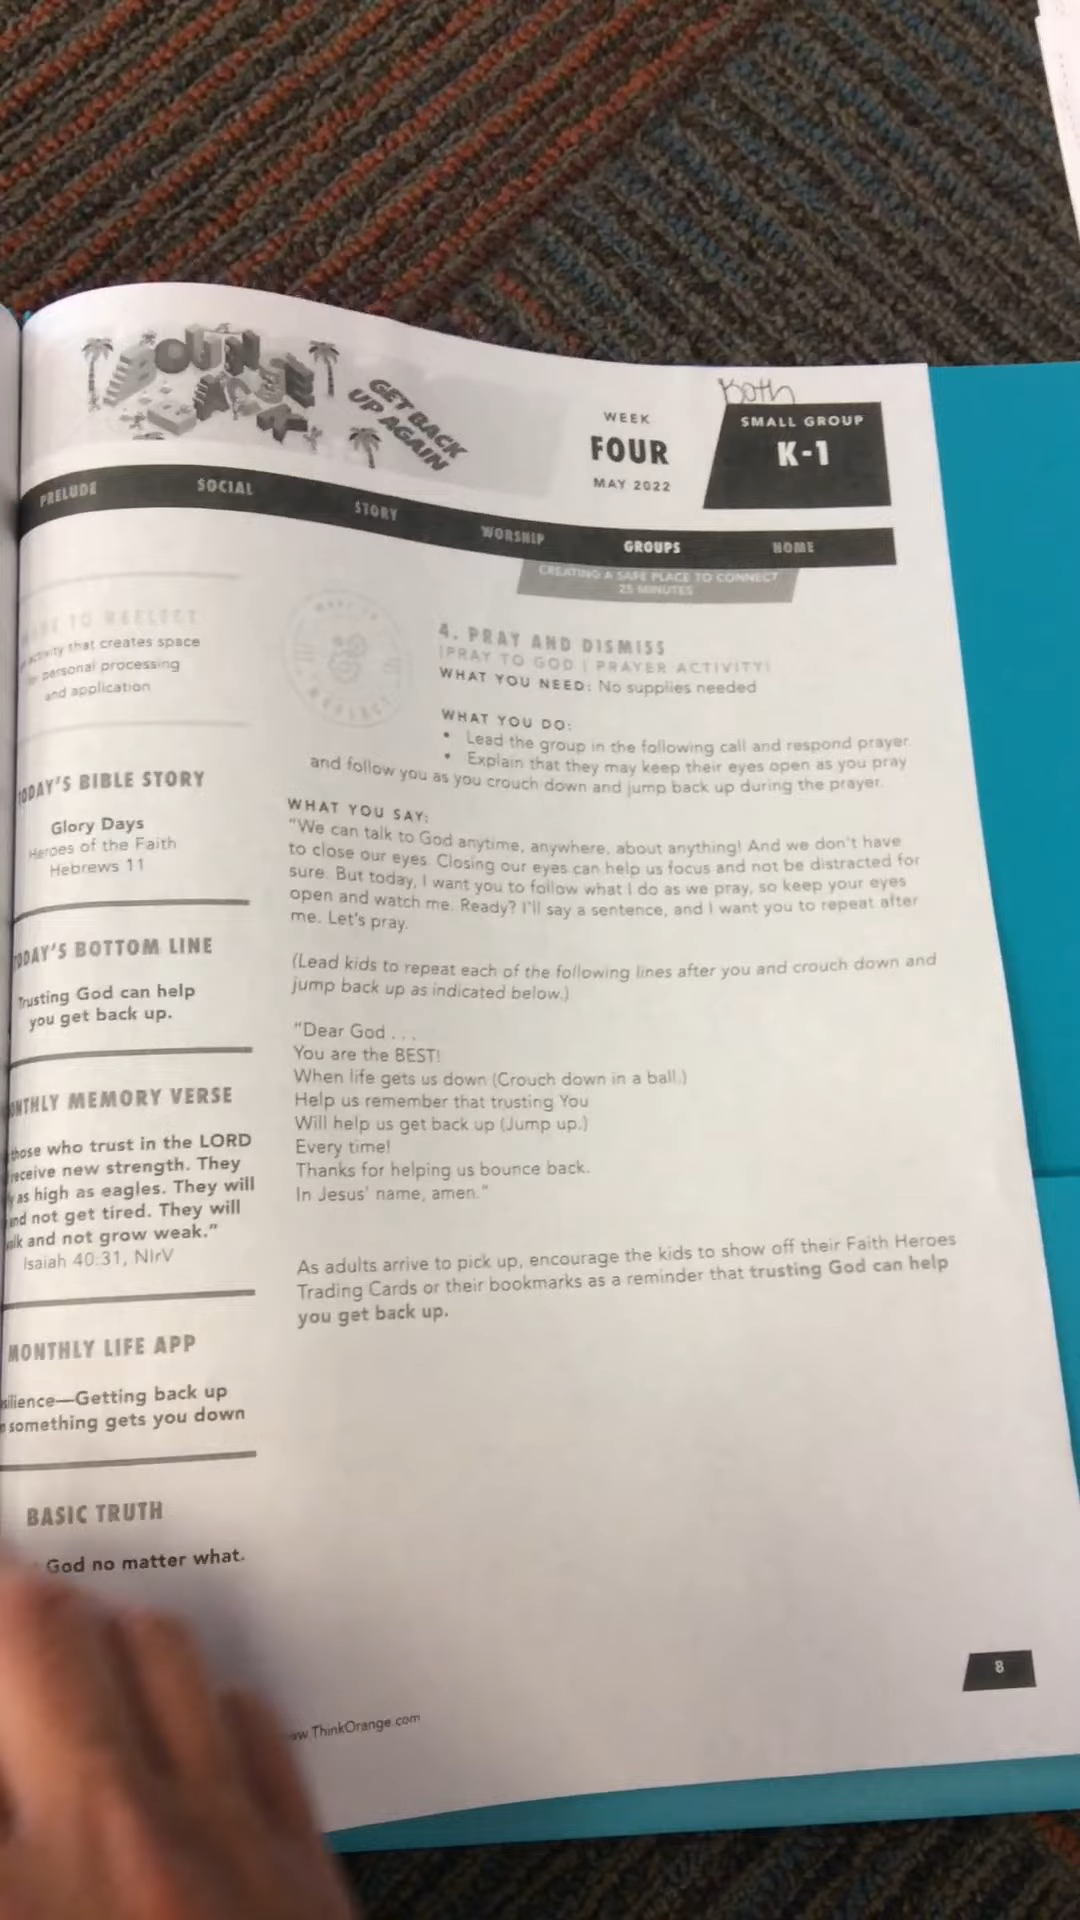 BOUNCE
BACK
GET BACK
UP AGAIN
WEEK
FOUR
MAY 2022
Both
SMALL GROUP
K-1
PRELUDE
SOCIAL
STORY
WORSHIP
GROUPS
HOME
CREATING A SAFE PLACE TO CONNECT
25 MINUTES
TO REFLECT
activity that creates space
personal processing
and application
TODAY'S BIBLE STORY
Glory Days
Heroes of the Faith
Hebrews 11
TODAY'S BOTTOM LINE
Trusting God can help
you get back up.
MONTHLY MEMORY VERSE
those who trust in the LORD
receive new strength. They
as high as eagles. They will
and not get tired. They will
and not grow weak."
Isaiah 40:31, NIrV
MONTHLY LIFE APP
Getting back up
something gets you down
BASIC TRUTH
God no matter what.
4. PRAY AND DISMISS
[PRAY TO GOD | PRAYER ACTIVITY]
WHAT YOU NEED: No supplies needed
WHAT YOU DO:
• Lead the group in the following call and respond prayer.
• Explain that they may keep their eyes open as you pray
and follow you as you crouch down and jump back up during the prayer.
WHAT YOU SAY:
"We can talk to God anytime, anywhere, about anything! And we don't have
to close our eyes. Closing our eyes can help us focus and not be distracted for
sure. But today, I want you to follow what I do as we pray, so keep your eyes
open and watch me. Ready? I'll say a sentence, and I want you to repeat after
me. Let's pray.
(Lead kids to repeat each of the following lines after you and crouch down and
jump back up as indicated below.)
"Dear God . . .
You are the BEST!
When life gets us down (Crouch down in a ball.)
Help us remember that trusting You
Will help us get back up (Jump up.)
Every time!
Thanks for helping us bounce back.
In Jesus' name, amen."
As adults arrive to pick up, encourage the kids to show off their Faith Heroes
Trading Cards or their bookmarks as a reminder that trusting God can help
you get back up.
8
ThinkOrange.com